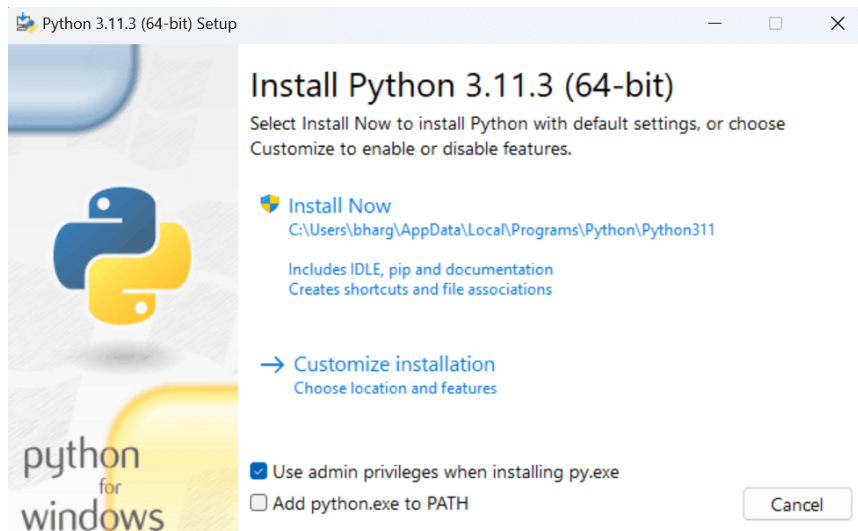 Python 3.11.3 (64-bit) Setup
Install Python 3.11.3 (64-bit)
Select Install Now to install Python with default settings, or choose
Customize to enable or disable features.
Install Now
C:\Users\bharg\AppData\Local\Programs\Python\Python311
Includes IDLE, pip and documentation
Creates shortcuts and file associations
Customize installation
Choose location and features
python
for
windows
Use admin privileges when installing py.exe
Add python.exe to PATH
Cancel